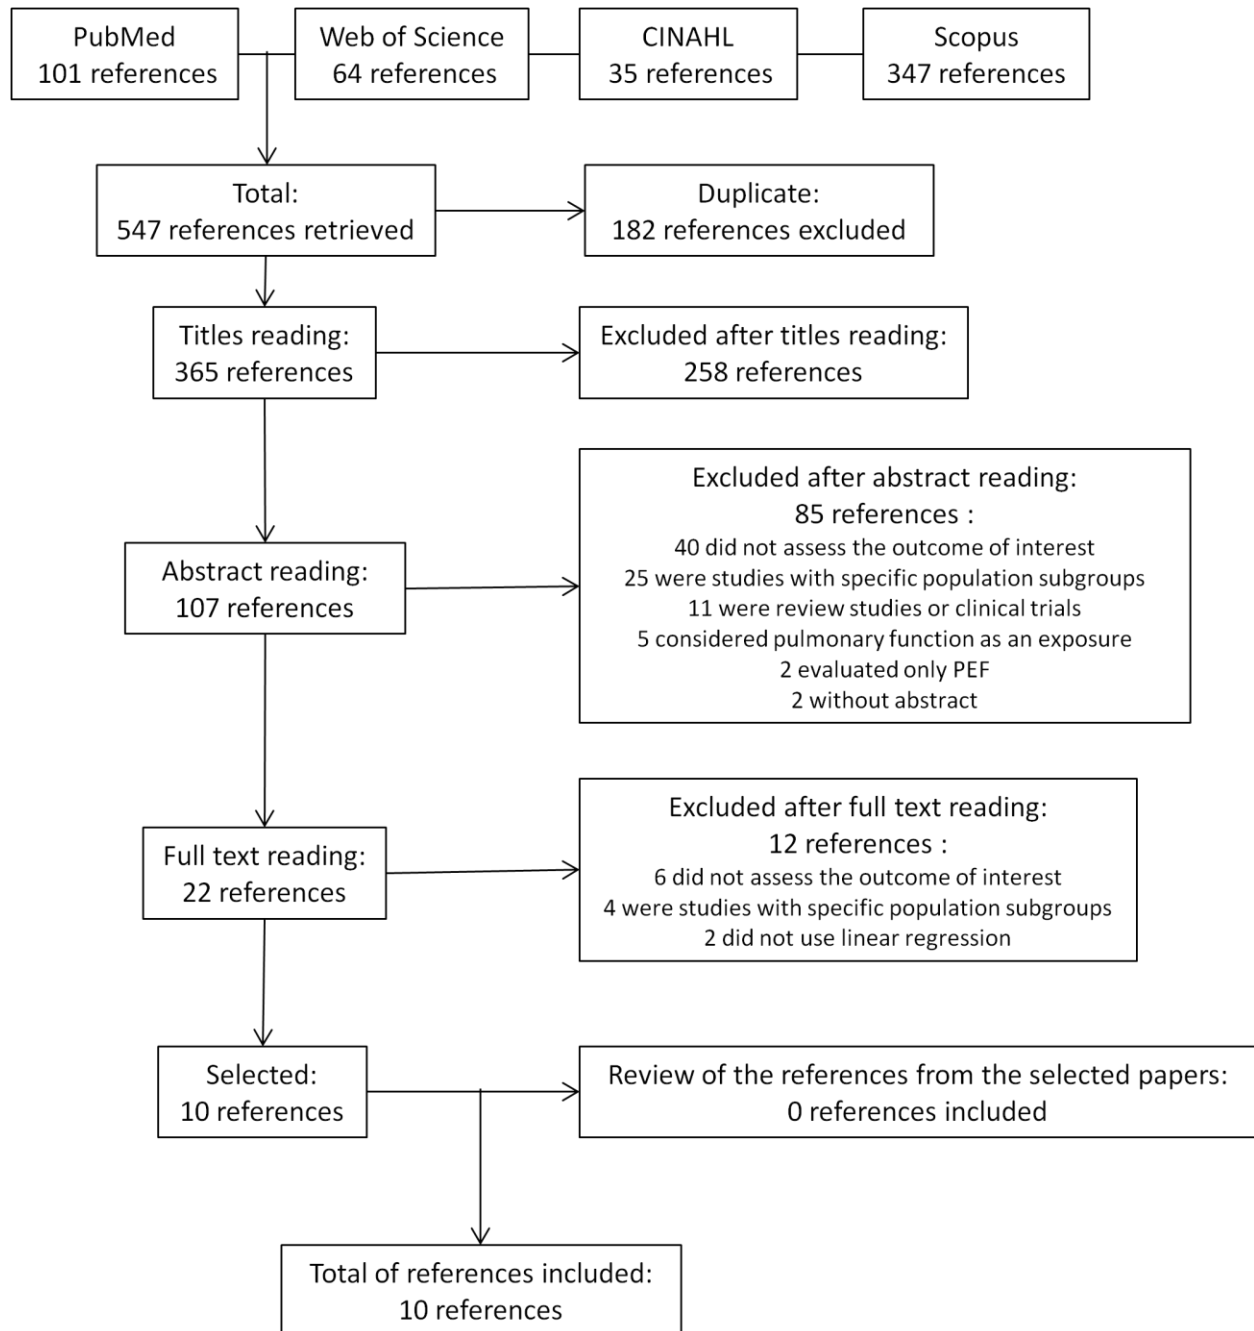 PubMed
101 references
Web of Science
64 references
CINAHL
35 references
Scopus
347 references
Total:
547 references retrieved
Duplicate:
182 references excluded
Titles reading:
365 references
Excluded after titles reading:
258 references
Abstract reading:
107 references
Excluded after abstract reading:
85 references :
40 did not assess the outcome of interest
25 were studies with specific population subgroups
11 were review studies or clinical trials
5 considered pulmonary function as an exposure
2 evaluated only PEF
2 without abstract
Full text reading:
22 references
Excluded after full text reading:
12 references :
6 did not assess the outcome of interest
4 were studies with specific population subgroups
2 did not use linear regression
Selected:
10 references
Review of the references from the selected papers:
0 references included
Total of references included:
10 references